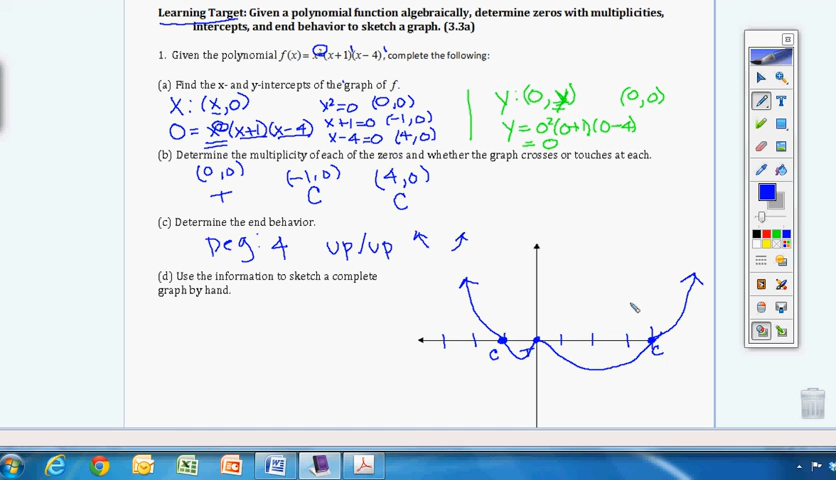 Learning Target: Given a polynomial function algebraically, determine zeros with multiplicities,
intercepts, and end behavior to sketch a graph. (3.3a)
1. Given the polynomial f(x) = x²(x+1)(x−4), complete the following:
(a) Find the x- and y-intercepts of the graph of f.
x: (x,0)
x²=0 (0,0)
0 = x²(x+1)(x−4)
x+1=0 (-1,0)
x-4=0 (4,0)
y: (0,y) (0,0)
y = 0²(0+1)(0-4)
= 0
(b) Determine the multiplicity of each of the zeros and whether the graph crosses or touches at each.
(0,0) (-1,0) (4,0)
T C C
(c) Determine the end behavior.
Deg: 4 up/up
(d) Use the information to sketch a complete
graph by hand.
C T C